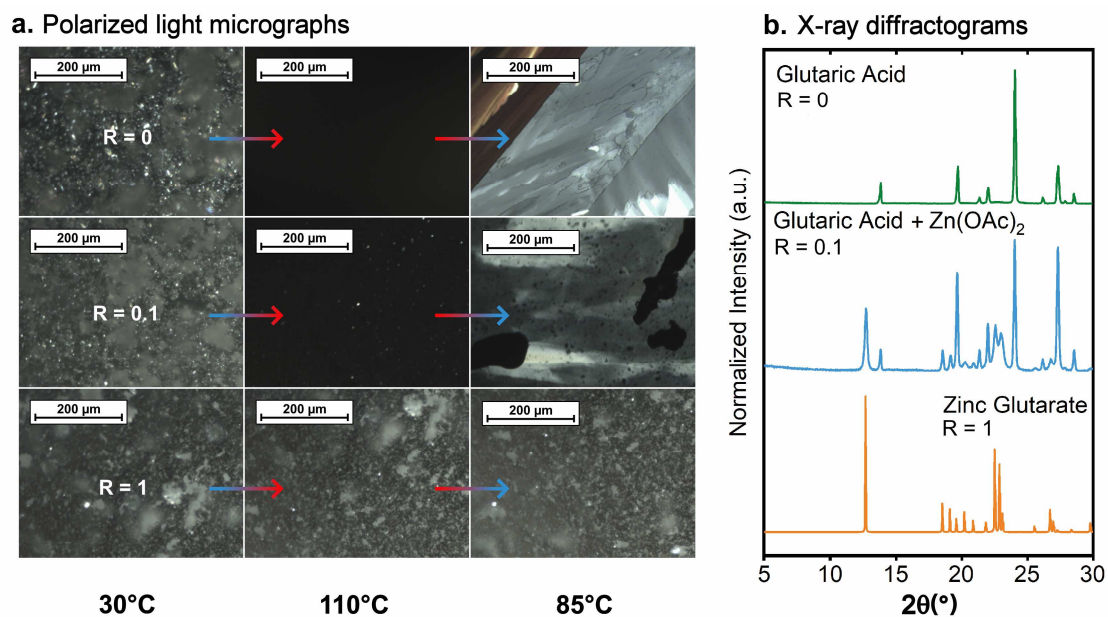 a. Polarized light micrographs
200 µm
200 µm
200 µm
R = 0
200 µm
200 µm
200 µm
R = 0.1
200 µm
200 µm
200 µm
R = 1
30°C
110°C
85°C
b. X-ray diffractograms
Normalized Intensity (a.u.)
Glutaric Acid
R = 0
Glutaric Acid + Zn(OAc)₂
R = 0.1
Zinc Glutarate
R = 1
5 10 15 20 25 30
2θ(°)